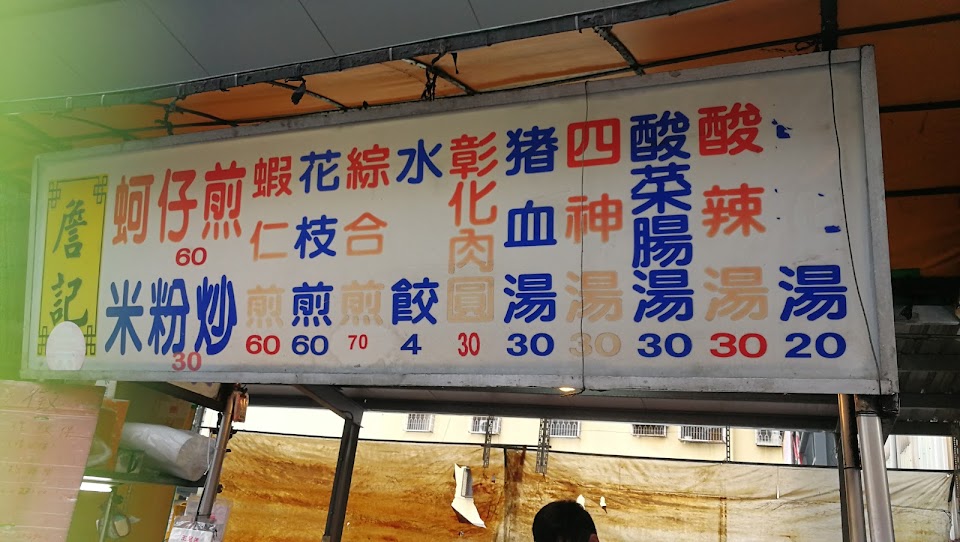 詹記
蚵仔煎
60
米粉炒
30
蝦仁煎
60
花枝煎
60
綜合煎
70
水餃
4
彰化肉圓
30
猪血湯
30
四神湯
30
酸菜腸湯
30
酸辣湯
30
湯
20